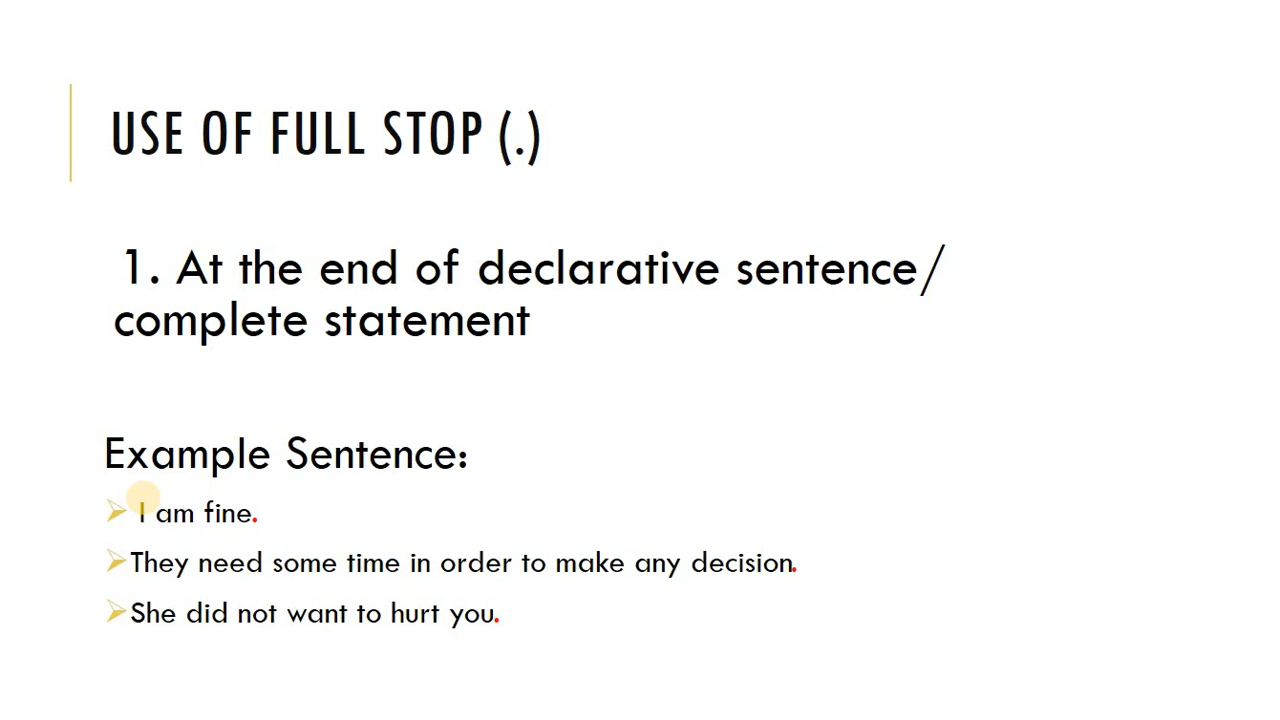 USE OF FULL STOP (.)
1. At the end of declarative sentence/
complete statement
Example Sentence:
I am fine.
They need some time in order to make any decision.
She did not want to hurt you.